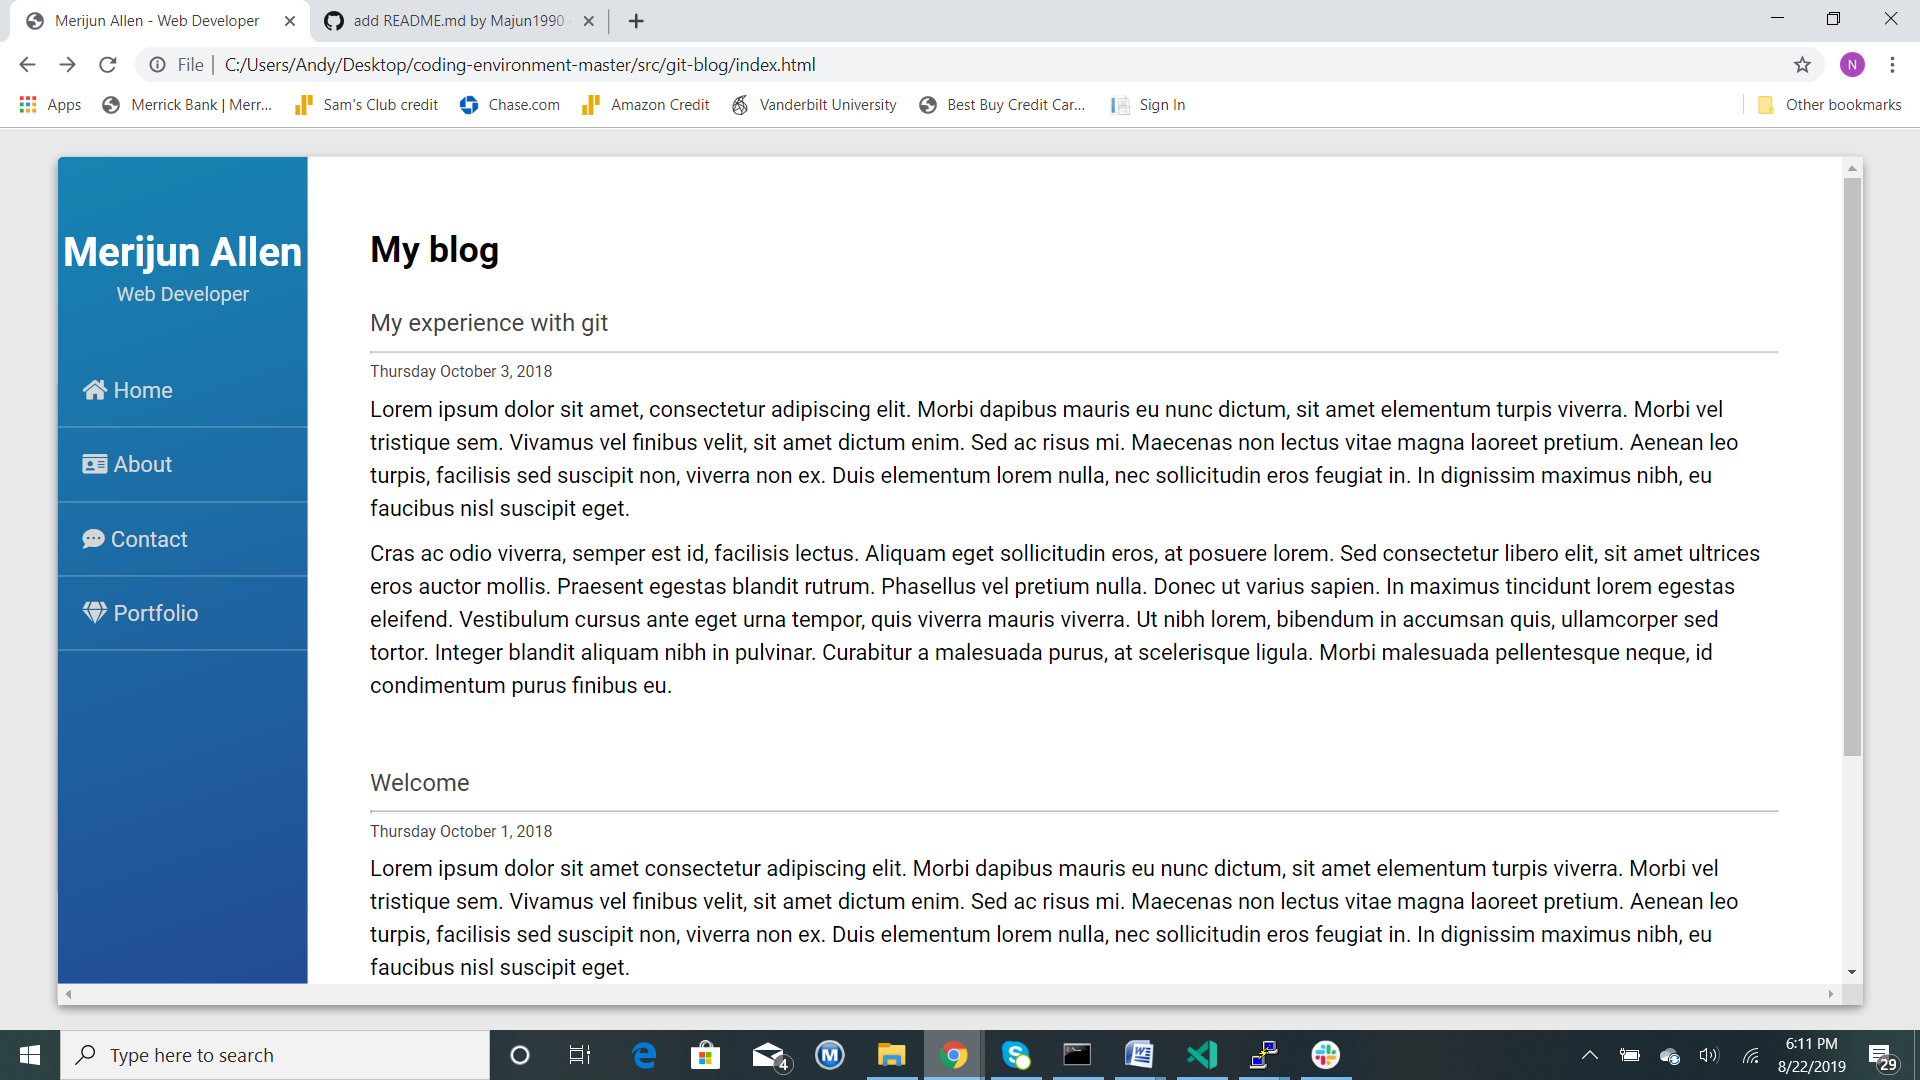 Merijun Allen - Web Developer
add README.md by Majun1990
File
C:/Users/Andy/Desktop/coding-environment-master/src/git-blog/index.html
N
Apps
Merrick Bank | Merr...
Sam's Club credit
Chase.com
Amazon Credit
Vanderbilt University
Best Buy Credit Car...
Sign In
Other bookmarks
Merijun Allen
Web Developer
Home
About
Contact
Portfolio
My blog
My experience with git
Thursday October 3, 2018
Lorem ipsum dolor sit amet, consectetur adipiscing elit. Morbi dapibus mauris eu nunc dictum, sit amet elementum turpis viverra. Morbi vel
tristique sem. Vivamus vel finibus velit, sit amet dictum enim. Sed ac risus mi. Maecenas non lectus vitae magna laoreet pretium. Aenean leo
turpis, facilisis sed suscipit non, viverra non ex. Duis elementum lorem nulla, nec sollicitudin eros feugiat in. In dignissim maximus nibh, eu
faucibus nisl suscipit eget.
Cras ac odio viverra, semper est id, facilisis lectus. Aliquam eget sollicitudin eros, at posuere lorem. Sed consectetur libero elit, sit amet ultrices
eros auctor mollis. Praesent egestas blandit rutrum. Phasellus vel pretium nulla. Donec ut varius sapien. In maximus tincidunt lorem egestas
eleifend. Vestibulum cursus ante eget urna tempor, quis viverra mauris viverra. Ut nibh lorem, bibendum in accumsan quis, ullamcorper sed
tortor. Integer blandit aliquam nibh in pulvinar. Curabitur a malesuada purus, at scelerisque ligula. Morbi malesuada pellentesque neque, id
condimentum purus finibus eu.
Welcome
Thursday October 1, 2018
Lorem ipsum dolor sit amet consectetur adipiscing elit. Morbi dapibus mauris eu nunc dictum, sit amet elementum turpis viverra. Morbi vel
tristique sem. Vivamus vel finibus velit, sit amet dictum enim. Sed ac risus mi. Maecenas non lectus vitae magna laoreet pretium. Aenean leo
turpis, facilisis sed suscipit non, viverra non ex. Duis elementum lorem nulla, nec sollicitudin eros feugiat in. In dignissim maximus nibh, eu
faucibus nisl suscipit eget.
Type here to search
4
6:11 PM
8/22/2019
29